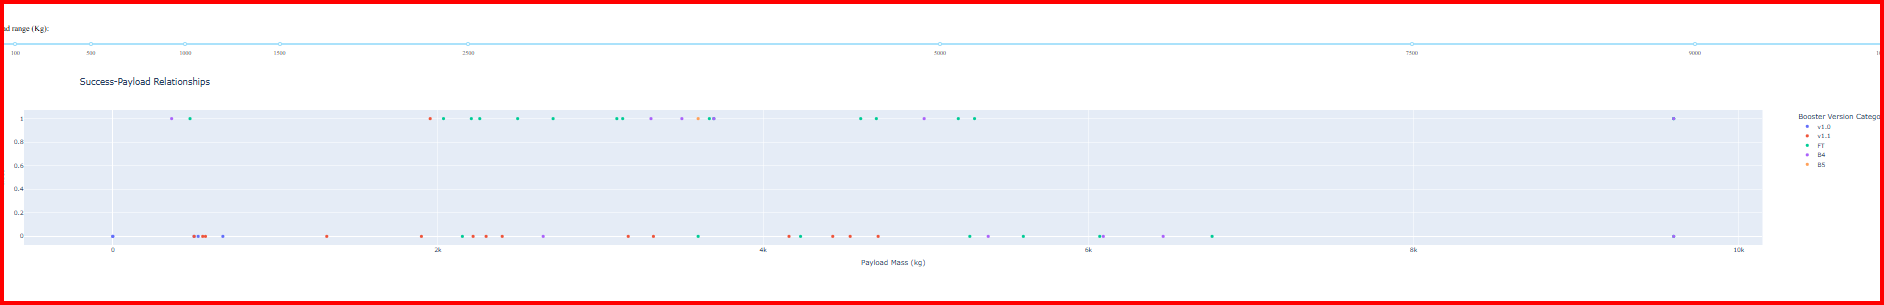 ad range (Kg):
100 500 1000 1500 2500 5000 7500 9000
Success-Payload Relationships
Booster Version Catego
v1.0
v1.1
FT
B4
B5
1
0.8
0.6
0.4
0.2
0
0 2k 4k 6k 8k 10k
Payload Mass (kg)